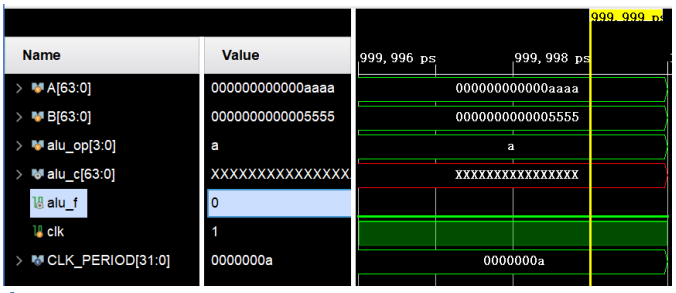 999,999 ps
Name Value 999,996 ps 999,998 ps
A[63:0] 000000000000aaaa 000000000000aaaa
B[63:0] 0000000000005555 0000000000005555
alu_op[3:0] a a
alu_c[63:0] XXXXXXXXXXXXXXX XXXXXXXXXXXXXXXX
alu_f 0
clk 1
CLK_PERIOD[31:0] 0000000a 0000000a